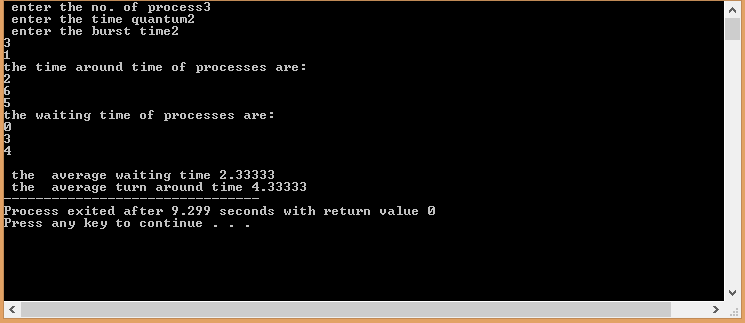 enter the no. of process3
enter the time quantum2
enter the burst time2
3
1
the time around time of processes are:
2
6
5
the waiting time of processes are:
0
3
4
the  average waiting time 2.33333
the  average turn around time 4.33333
--------------------------------
Process exited after 9.299 seconds with return value 0
Press any key to continue . . .